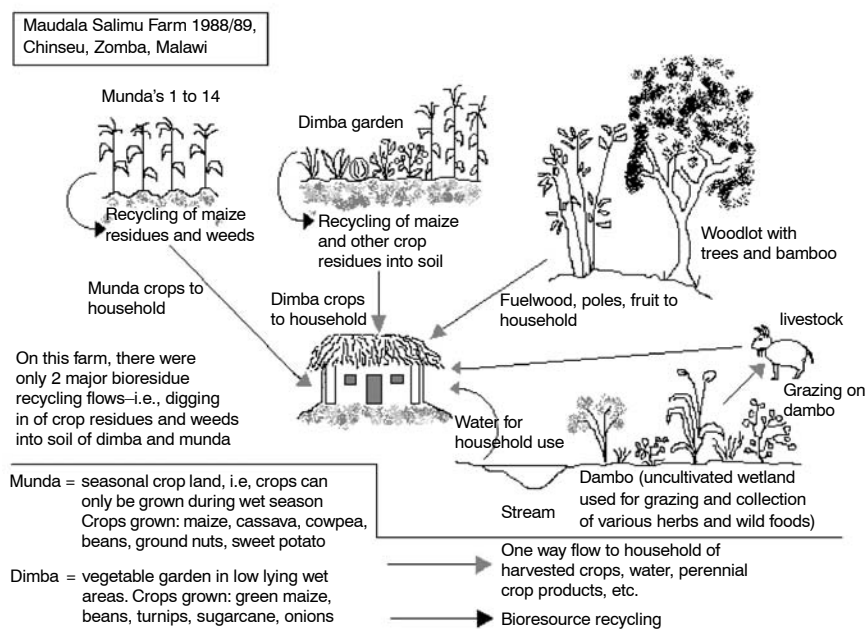 Maudala Salimu Farm 1988/89,
Chinseu, Zomba, Malawi
Munda's 1 to 14
Dimba garden
Recycling of maize
residues and weeds
Recycling of maize
and other crop
residues into soil
Woodlot with
trees and bamboo
Munda crops to
household
Dimba crops
to household
Fuelwood, poles, fruit to
household
livestock
On this farm, there were
only 2 major bioresidue
recycling flows–i.e., digging
in of crop residues and weeds
into soil of dimba and munda
Grazing on
dambo
Water for
household use
Stream
Dambo (uncultivated wetland
used for grazing and collection
of various herbs and wild foods)
Munda = seasonal crop land, i.e, crops can
only be grown during wet season
Crops grown: maize, cassava, cowpea,
beans, ground nuts, sweet potato
Dimba = vegetable garden in low lying wet
areas. Crops grown: green maize,
beans, turnips, sugarcane, onions
One way flow to household of
harvested crops, water, perennial
crop products, etc.
Bioresource recycling